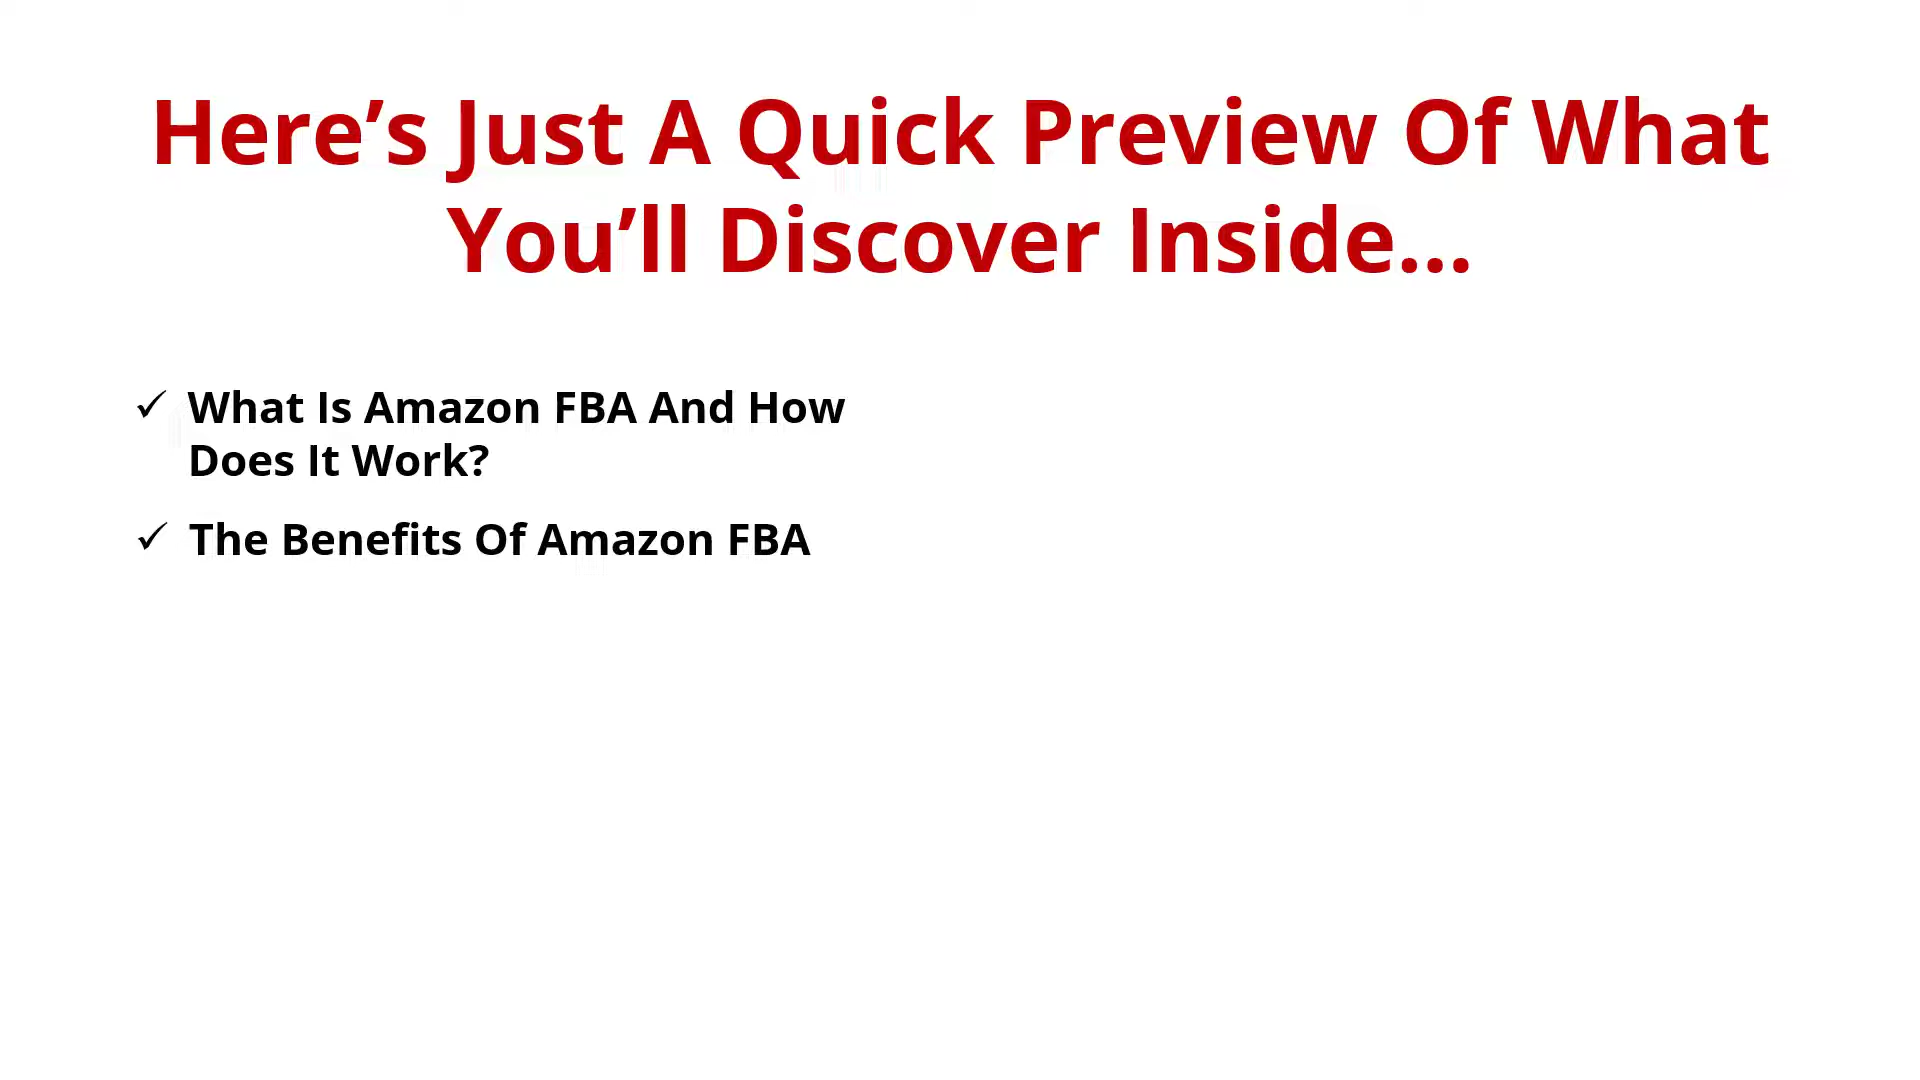 Here’s Just A Quick Preview Of What
You’ll Discover Inside…
✓ What Is Amazon FBA And How
Does It Work?
✓ The Benefits Of Amazon FBA